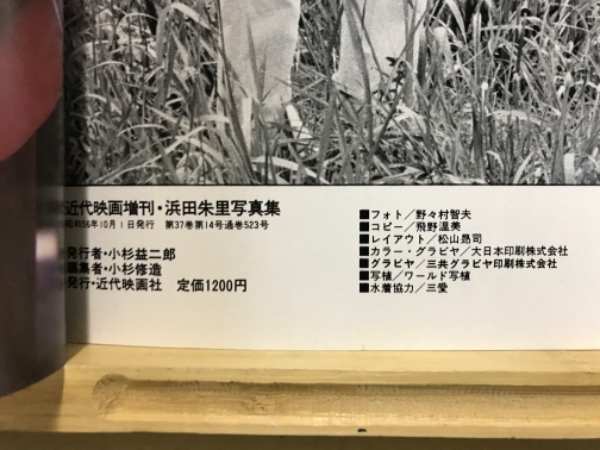 近代映画増刊・浜田朱里写真集
昭和56年10月1日発行 第37巻第14号通巻523号
発行者・小杉益二郎
編集者・小杉修造
発行・近代映画社 定価1200円
■フォト／野々村智夫
■コピー／飛野温美
■レイアウト／松山昂司
■カラー・グラビヤ／大日本印刷株式会社
■グラビヤ／三共グラビヤ印刷株式会社
■写植／ワールド写植
■水着協力／三愛